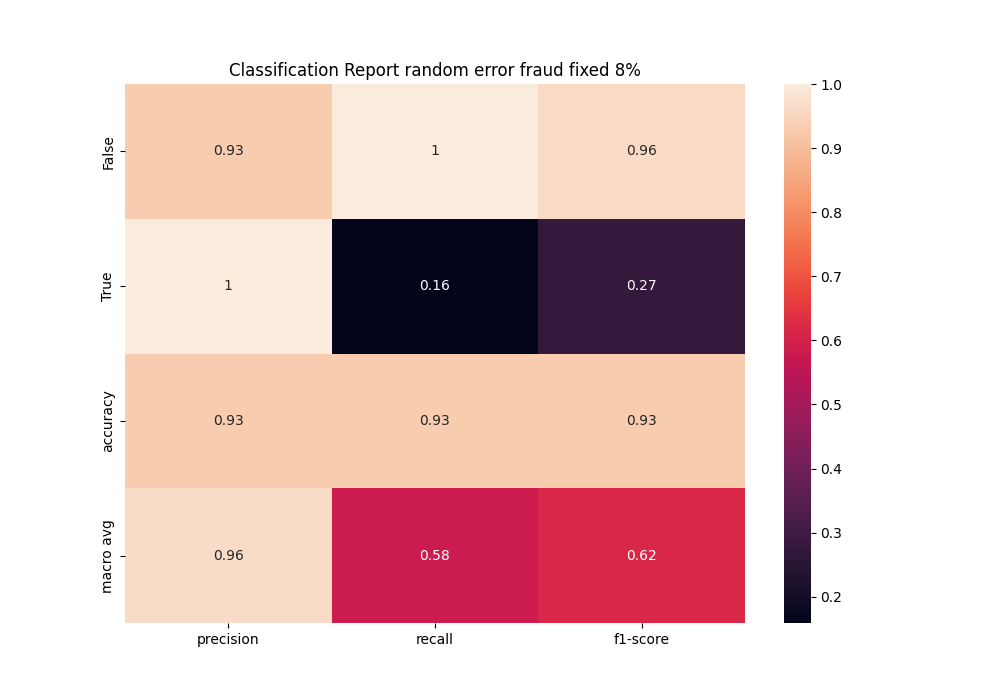 Classification Report random error fraud fixed 8%
False
0.93
1
0.96
True
1
0.16
0.27
accuracy
0.93
0.93
0.93
macro avg
0.96
0.58
0.62
precision
recall
f1-score
1.0
0.9
0.8
0.7
0.6
0.5
0.4
0.3
0.2